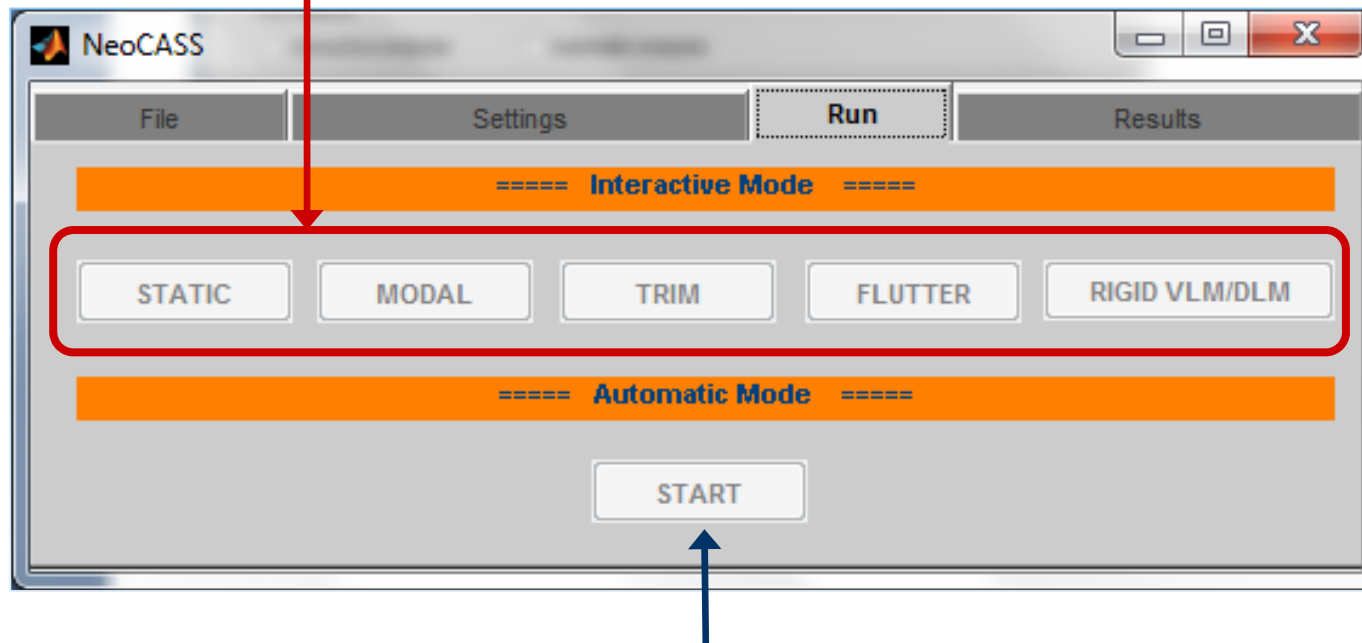 NeoCASS
File Settings Run Results
===== Interactive Mode =====
STATIC MODAL TRIM FLUTTER RIGID VLM/DLM
===== Automatic Mode =====
START